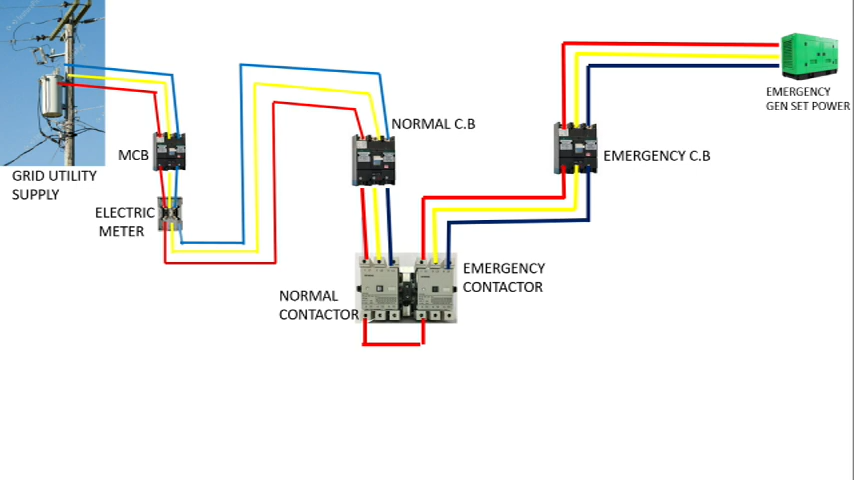 NORMAL C.B
EMERGENCY
GEN SET POWER
MCB
EMERGENCY C.B
GRID UTILITY
SUPPLY
ELECTRIC
METER
EMERGENCY
CONTACTOR
NORMAL
CONTACTOR